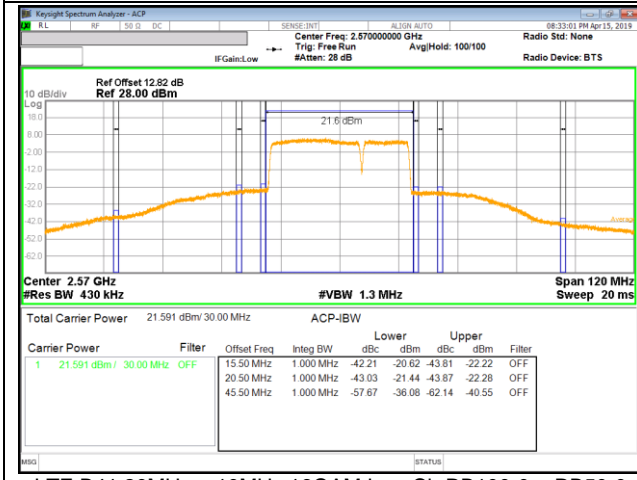 Keysight Spectrum Analyzer - ACP
RL RF 50 Ω DC SENSE:INT ALIGN AUTO 08:33:01 PM Apr 15, 2019
Center Freq: 2.570000000 GHz Radio Std: None
Trig: Free Run Avg|Hold: 100/100
IFGain:Low #Atten: 28 dB Radio Device: BTS
Ref Offset 12.82 dB
10 dB/div Ref 28.00 dBm
Log
18.0
8.00
-2.00
-12.0
-22.0
-32.0
-42.0
-52.0
-62.0
21.6 dBm
Average
Center 2.57 GHz Span 120 MHz
#Res BW 430 kHz #VBW 1.3 MHz Sweep 20 ms
Total Carrier Power 21.591 dBm/ 30.00 MHz ACP-IBW
Lower Upper
Carrier Power Filter Offset Freq Integ BW dBc dBm dBc dBm Filter
1 21.591 dBm / 30.00 MHz OFF 15.50 MHz 1.000 MHz -42.21 -20.62 -43.81 -22.22 OFF
20.50 MHz 1.000 MHz -43.03 -21.44 -43.87 -22.28 OFF
45.50 MHz 1.000 MHz -57.67 -36.08 -62.14 -40.55 OFF
MSG STATUS